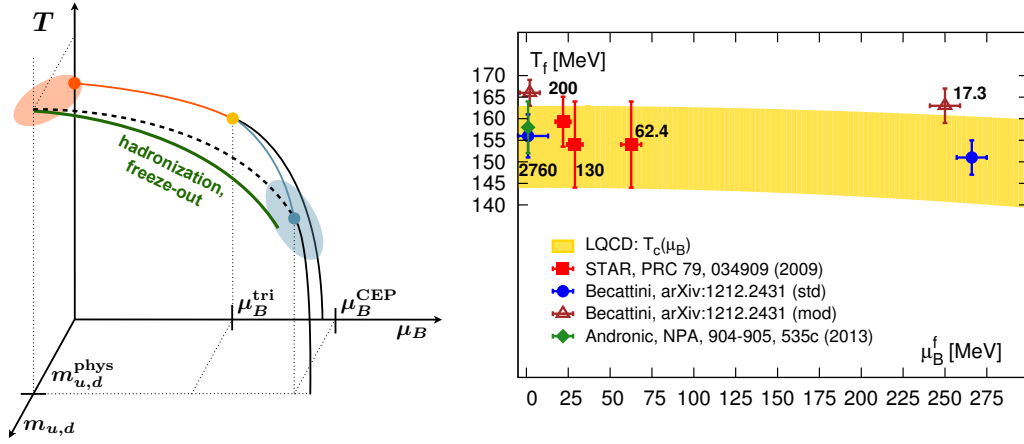 T
hadronization,
freeze-out
μ_B^tri
μ_B^CEP
μ_B
m_{u,d}^phys
m_{u,d}
T_f [MeV]
170
165
160
155
150
145
140
200
17.3
62.4
2760
130
LQCD: T_c(μ_B)
STAR, PRC 79, 034909 (2009)
Becattini, arXiv:1212.2431 (std)
Becattini, arXiv:1212.2431 (mod)
Andronic, NPA, 904-905, 535c (2013)
μ_B^f [MeV]
0 25 50 75 100 125 150 175 200 225 250 275